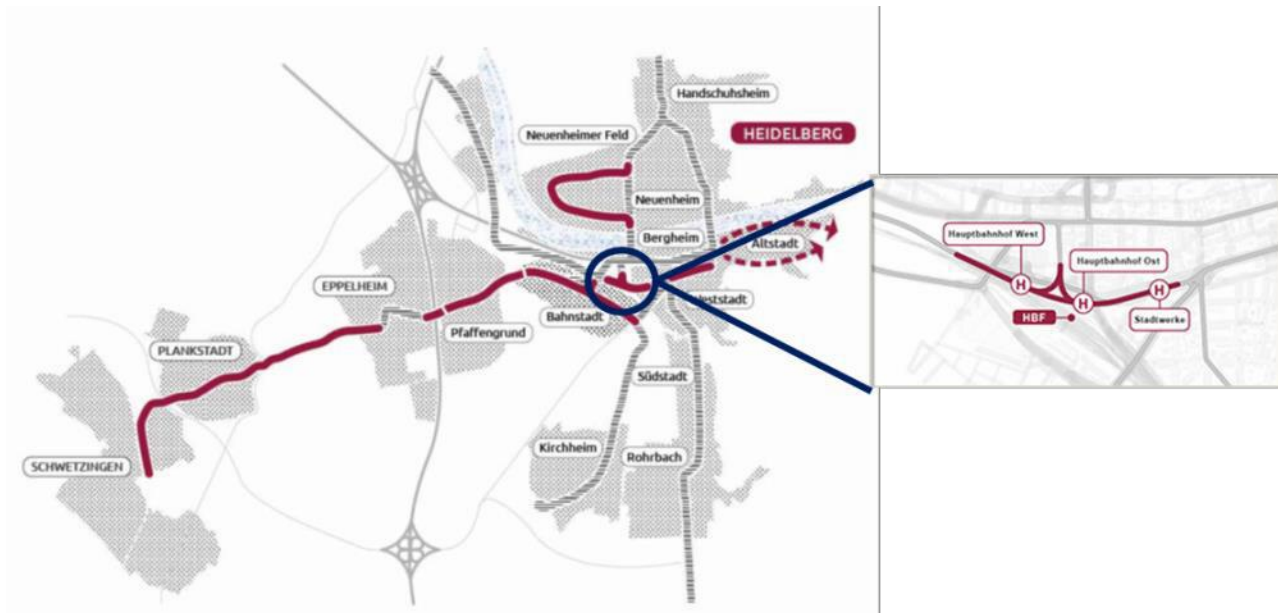 Handschuhsheim
Neuenheimer Feld
HEIDELBERG
Neuenheim
Bergheim
Altstadt
EPPELHEIM
Bahnstadt
Weststadt
Pfaffengrund
PLANKSTADT
Südstadt
Kirchheim
Rohrbach
SCHWETZINGEN
Hauptbahnhof West
Hauptbahnhof Ost
H
H
H
HBF
Stadtwerke